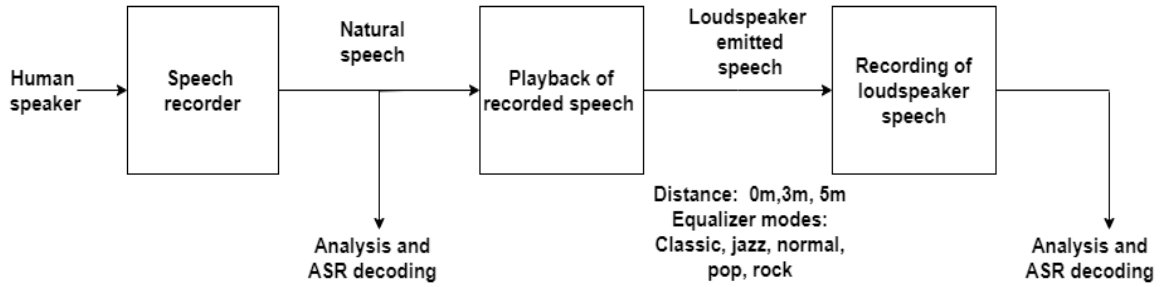 Human
speaker
Speech
recorder
Natural
speech
Analysis and
ASR decoding
Playback of
recorded speech
Loudspeaker
emitted
speech
Distance:  0m,3m, 5m
Equalizer modes:
Classic, jazz, normal,
pop, rock
Recording of
loudspeaker
speech
Analysis and
ASR decoding